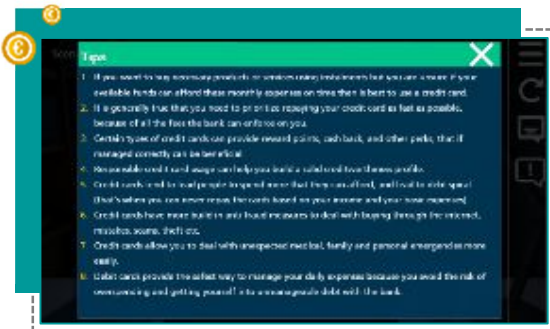 Tips
1. If you want to buy necessary products or services using instalments but you are unsure if your
available funds can afford these monthly expenses on time then is best to use a credit card.
2. It is generally true that you need to prioritize repaying your credit card as fast as possible,
because of all the fees the bank can enforce on you.
3. Certain types of credit cards can provide reward points, cash back, and other perks, that if
managed correctly can be beneficial
4. Responsible credit card usage can help you build a solid creditworthiness profile.
5. Credit cards tend to lead people to spend more that they can afford, and lead to debt spiral
(that's when you can never repay the cards based on your income and your basic expenses)
6. Credit cards have more build in anti fraud measures to deal with buying through the internet,
mistakes, scams, theft etc.
7. Credit cards allow you to deal with unexpected medical, family and personal emergencies more
easily.
8. Debit cards provide the safest way to manage your daily expenses because you avoid the risk of
overspending and getting yourself into unmanageable debt with the bank.